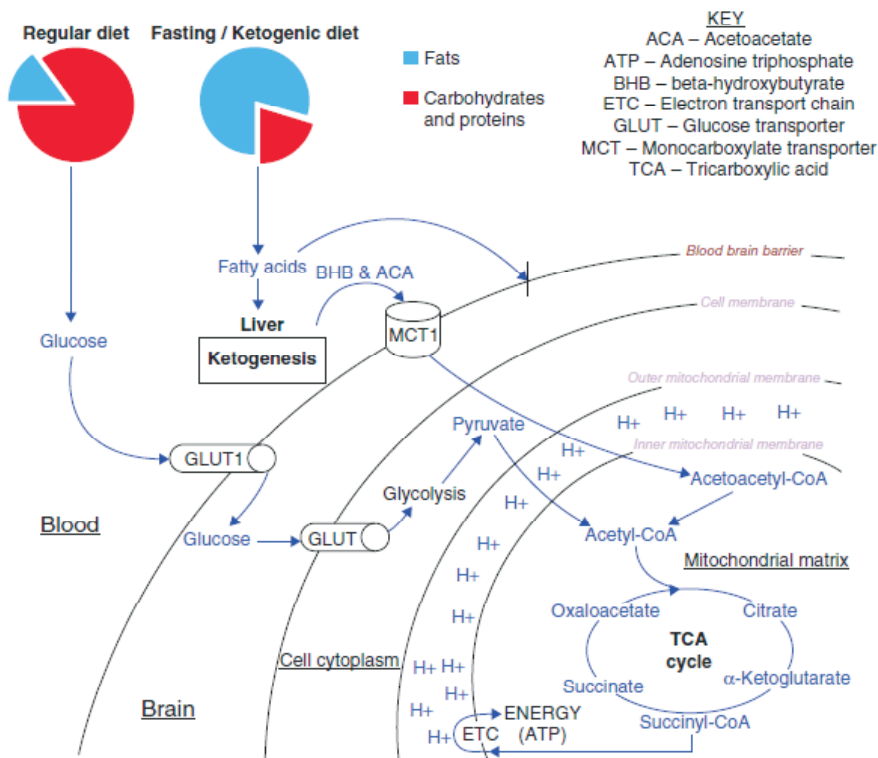 Regular diet
Fasting / Ketogenic diet
Fats
Carbohydrates
and proteins
KEY
ACA – Acetoacetate
ATP – Adenosine triphosphate
BHB – beta-hydroxybutyrate
ETC – Electron transport chain
GLUT – Glucose transporter
MCT – Monocarboxylate transporter
TCA – Tricarboxylic acid
Blood brain barrier
Fatty acids
BHB & ACA
Cell membrane
Liver
Ketogenesis
MCT1
Glucose
Outer mitochondrial membrane
H+ H+ H+ H+
Pyruvate
Inner mitochondrial membrane
H+
H+
GLUT1
Acetoacetyl-CoA
Glycolysis
H+
Blood
Glucose
GLUT
Acetyl-CoA
H+
Mitochondrial matrix
H+
Oxaloacetate
Citrate
H+
TCA
cycle
Cell cytoplasm
H+ H+
Succinate
α-Ketoglutarate
H+
Brain
H+
ENERGY
(ATP)
Succinyl-CoA
H+
ETC